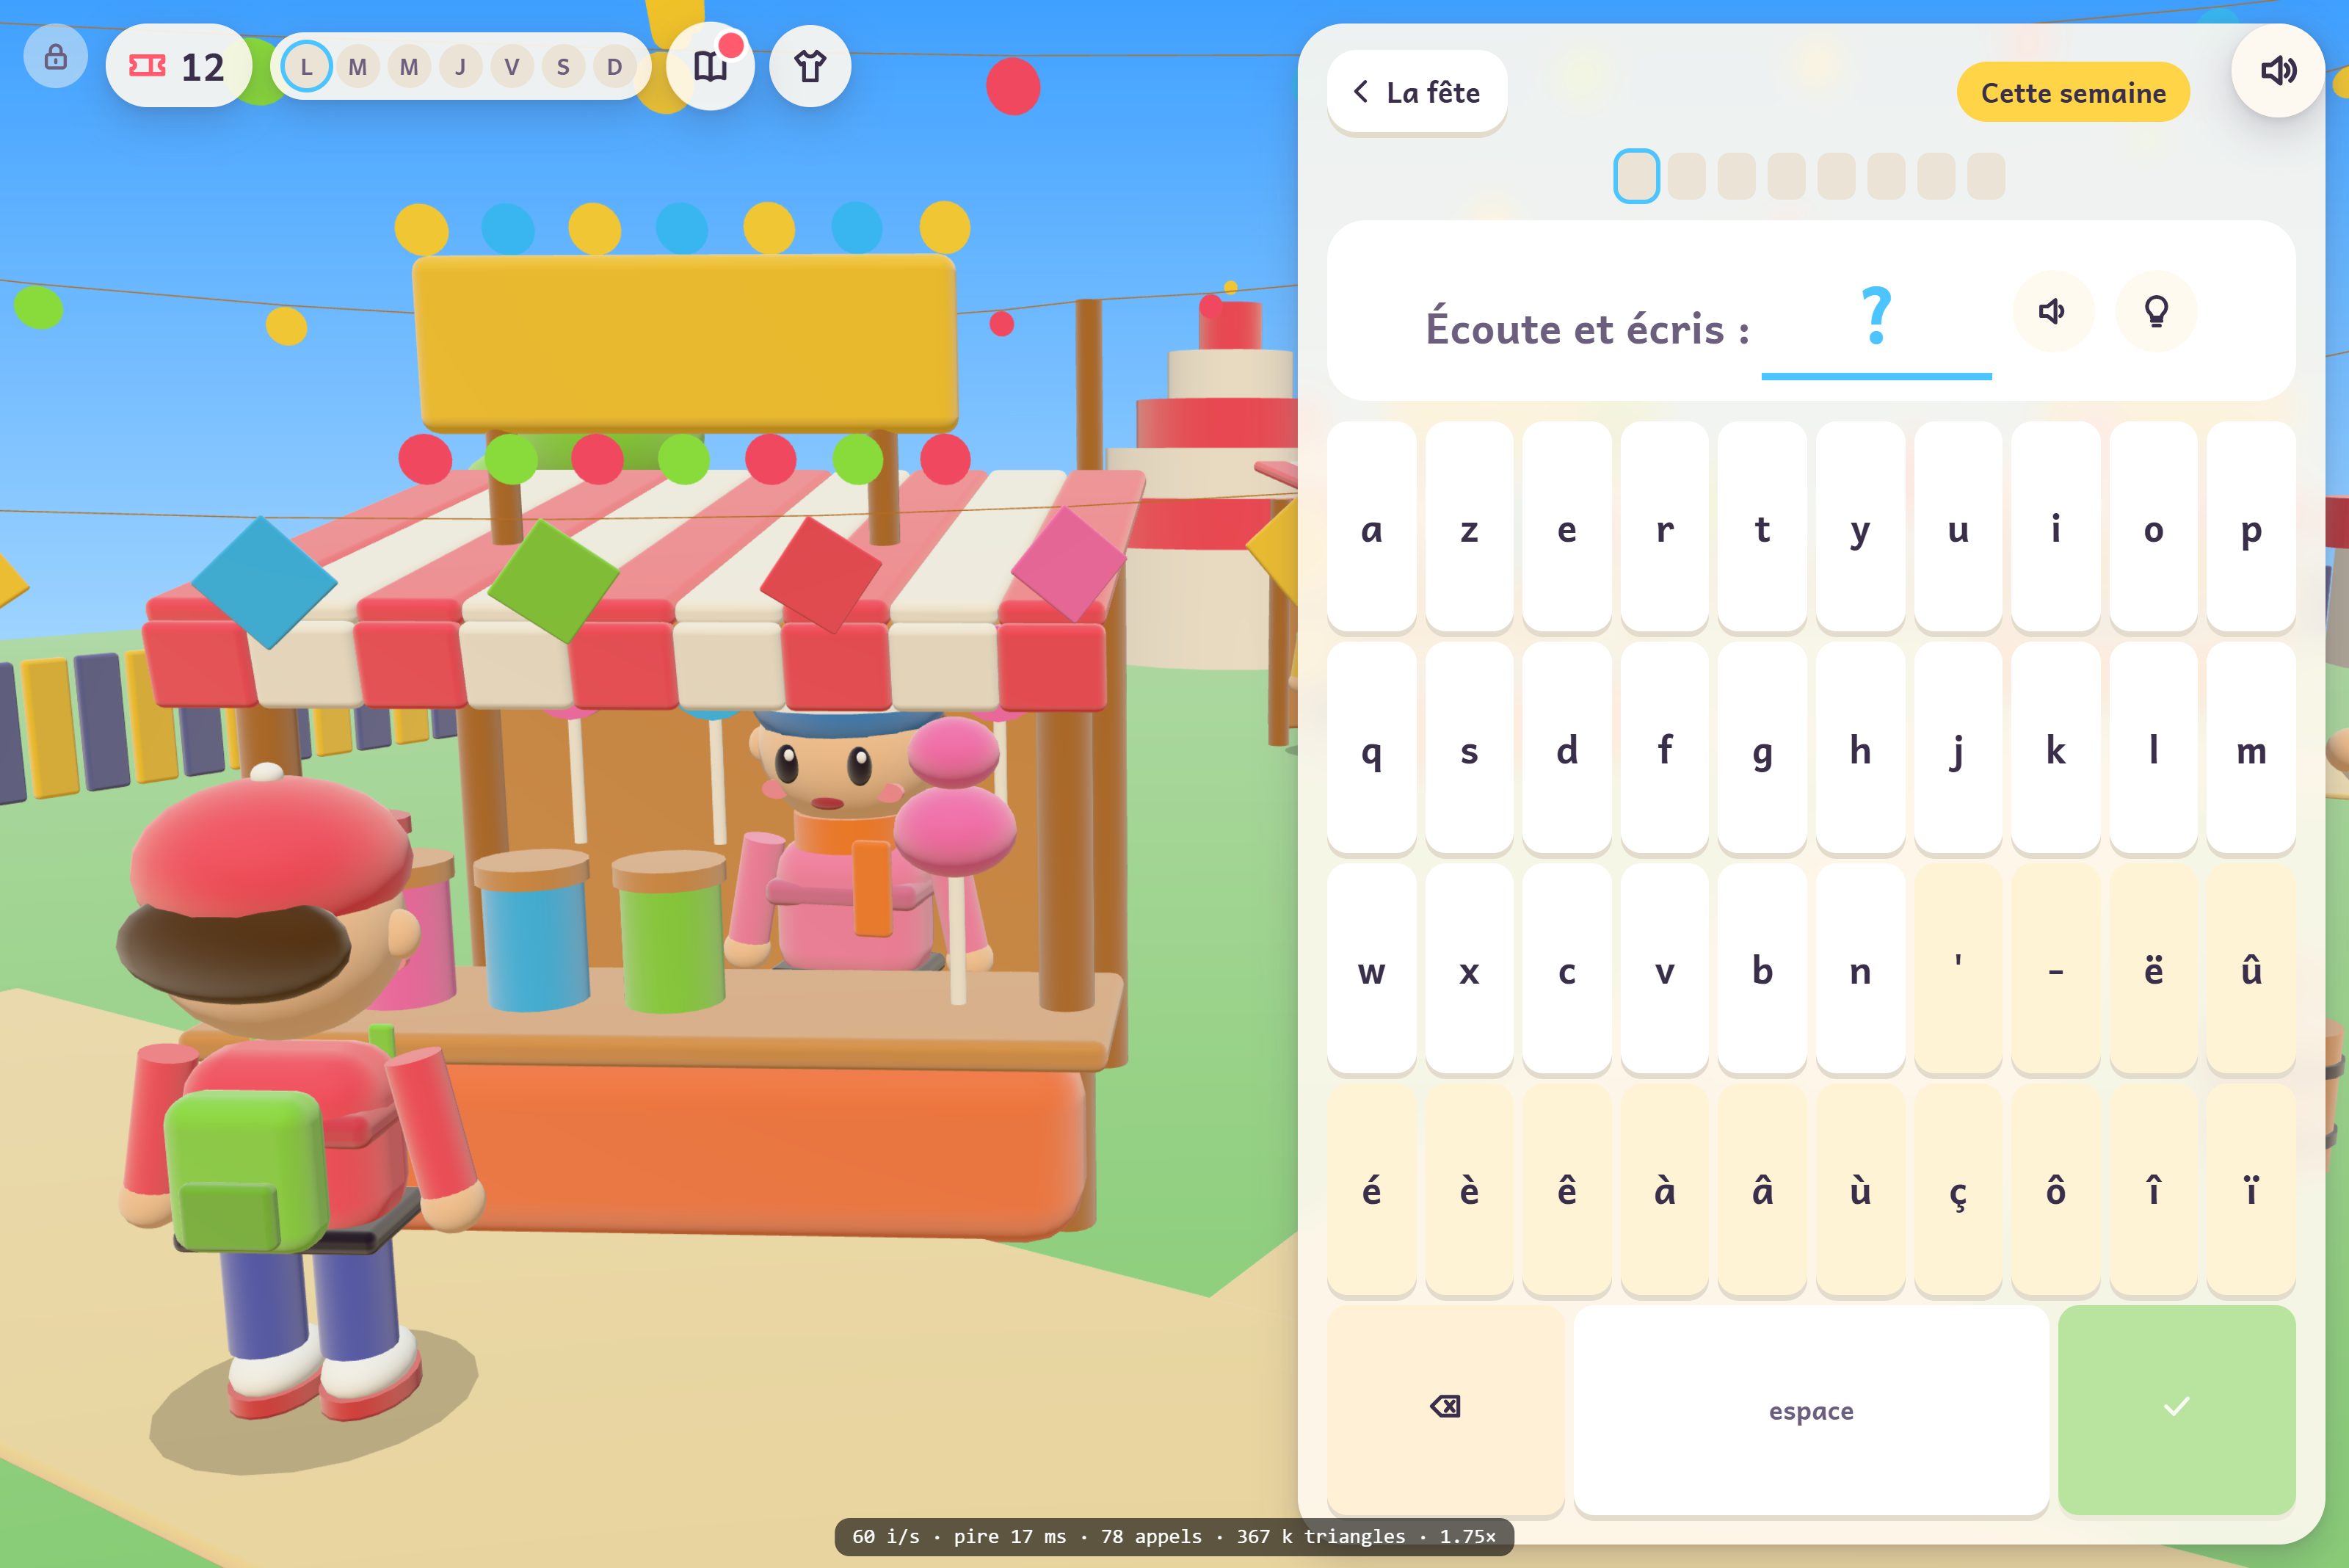 12
L M M J V S D
La fête
Cette semaine
Écoute et écris : ?
a z e r t y u i o p
q s d f g h j k l m
w x c v b n ' - ë û
é è ê à â ù ç ô î ï
espace
60 i/s · pire 17 ms · 78 appels · 367 k triangles · 1.75×